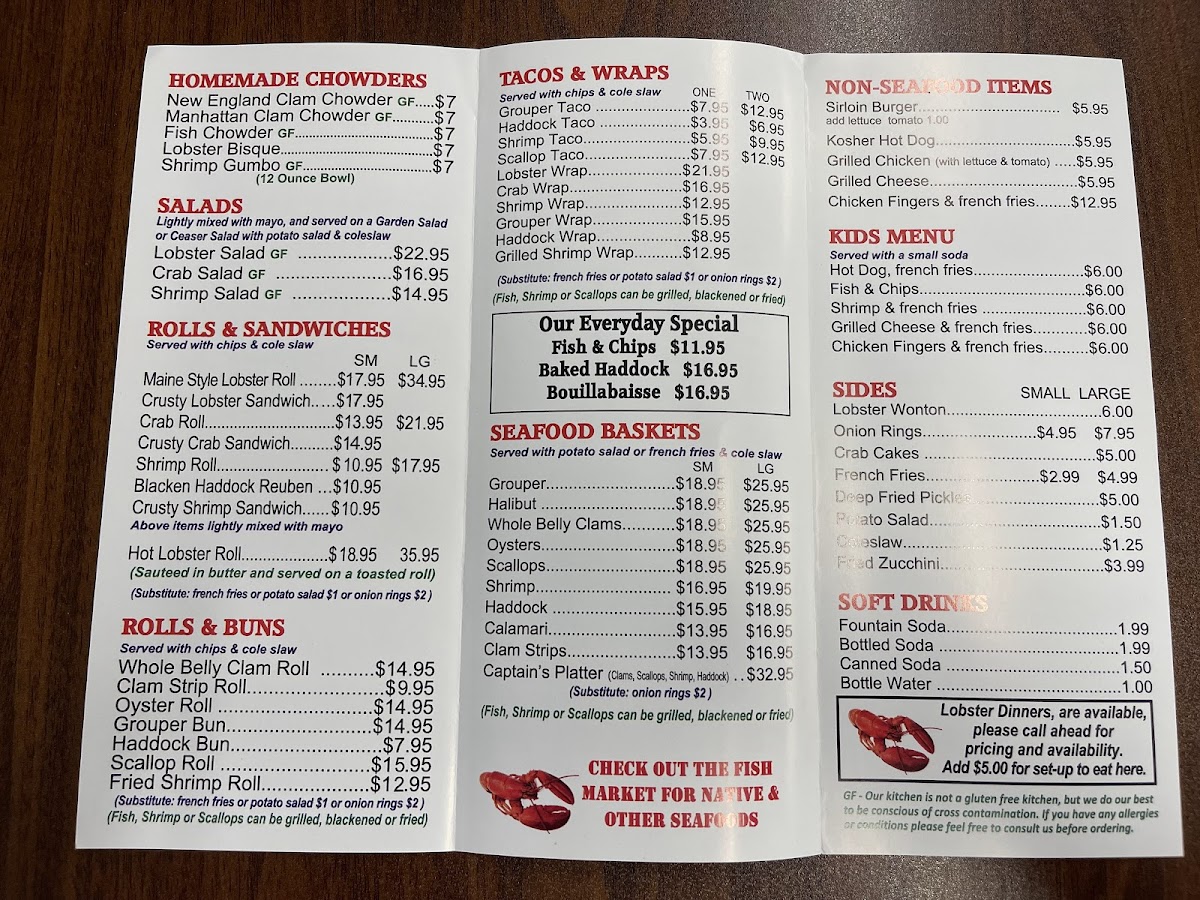 HOMEMADE CHOWDERS
New England Clam Chowder GF.....$7
Manhattan Clam Chowder GF..........$7
Fish Chowder GF................................$7
Lobster Bisque...................................$7
Shrimp Gumbo GF..............................$7
(12 Ounce Bowl)
SALADS
Lightly mixed with mayo, and served on a Garden Salad
or Ceaser Salad with potato salad & coleslaw
Lobster Salad GF ..................$22.95
Crab Salad GF ......................$16.95
Shrimp Salad GF ..................$14.95
ROLLS & SANDWICHES
Served with chips & cole slaw
SM LG
Maine Style Lobster Roll ........$17.95 $34.95
Crusty Lobster Sandwich.....$17.95
Crab Roll................................$13.95 $21.95
Crusty Crab Sandwich..........$14.95
Shrimp Roll...........................$10.95 $17.95
Blacken Haddock Reuben ...$10.95
Crusty Shrimp Sandwich......$10.95
Above items lightly mixed with mayo
Hot Lobster Roll....................$18.95 35.95
(Sauteed in butter and served on a toasted roll)
(Substitute: french fries or potato salad $1 or onion rings $2 )
ROLLS & BUNS
Served with chips & cole slaw
Whole Belly Clam Roll ..........$14.95
Clam Strip Roll.........................$9.95
Oyster Roll .............................$14.95
Grouper Bun...........................$14.95
Haddock Bun............................$7.95
Scallop Roll ............................$15.95
Fried Shrimp Roll....................$12.95
(Substitute: french fries or potato salad $1 or onion rings $2 )
(Fish, Shrimp or Scallops can be grilled, blackened or fried)
TACOS & WRAPS
Served with chips & cole slaw ONE TWO
Grouper Taco ....................$7.95 $12.95
Haddock Taco ...................$3.95 $6.95
Shrimp Taco.......................$5.95 $9.95
Scallop Taco......................$7.95 $12.95
Lobster Wrap....................$21.95
Crab Wrap........................$16.95
Shrimp Wrap.....................$12.95
Grouper Wrap...................$15.95
Haddock Wrap...................$8.95
Grilled Shrimp Wrap..........$12.95
(Substitute: french fries or potato salad $1 or onion rings $2 )
(Fish, Shrimp or Scallops can be grilled, blackened or fried)
Our Everyday Special
Fish & Chips $11.95
Baked Haddock $16.95
Bouillabaisse $16.95
SEAFOOD BASKETS
Served with potato salad or french fries & cole slaw
SM LG
Grouper............................$18.95 $25.95
Halibut .............................$18.95 $25.95
Whole Belly Clams..........$18.95 $25.95
Oysters............................$18.95 $25.95
Scallops...........................$18.95 $25.95
Shrimp............................. $16.95 $19.95
Haddock ..........................$15.95 $18.95
Calamari..........................$13.95 $16.95
Clam Strips.....................$13.95 $16.95
Captain's Platter (Clams, Scallops, Shrimp, Haddock) ..$32.95
(Substitute: onion rings $2 )
(Fish, Shrimp or Scallops can be grilled, blackened or fried)
CHECK OUT THE FISH
MARKET FOR NATIVE &
OTHER SEAFOODS
NON-SEAFOOD ITEMS
Sirloin Burger.................................. $5.95
add lettuce tomato 1.00
Kosher Hot Dog.................................$5.95
Grilled Chicken (with lettuce & tomato) .....$5.95
Grilled Cheese...................................$5.95
Chicken Fingers & french fries........$12.95
KIDS MENU
Served with a small soda
Hot Dog, french fries..........................$6.00
Fish & Chips.......................................$6.00
Shrimp & french fries .........................$6.00
Grilled Cheese & french fries.............$6.00
Chicken Fingers & french fries...........$6.00
SIDES SMALL LARGE
Lobster Wonton....................................6.00
Onion Rings...........................$4.95 $7.95
Crab Cakes ........................................$5.00
French Fries...........................$2.99 $4.99
Deep Fried Pickles..............................$5.00
Potato Salad........................................$1.50
Coleslaw..............................................$1.25
Fried Zucchini......................................$3.99
SOFT DRINKS
Fountain Soda........................................1.99
Bottled Soda ..........................................1.99
Canned Soda .........................................1.50
Bottle Water ...........................................1.00
Lobster Dinners, are available,
please call ahead for
pricing and availability.
Add $5.00 for set-up to eat here.
GF - Our kitchen is not a gluten free kitchen, but we do our best
to be conscious of cross contamination. If you have any allergies
or conditions please feel free to consult us before ordering.